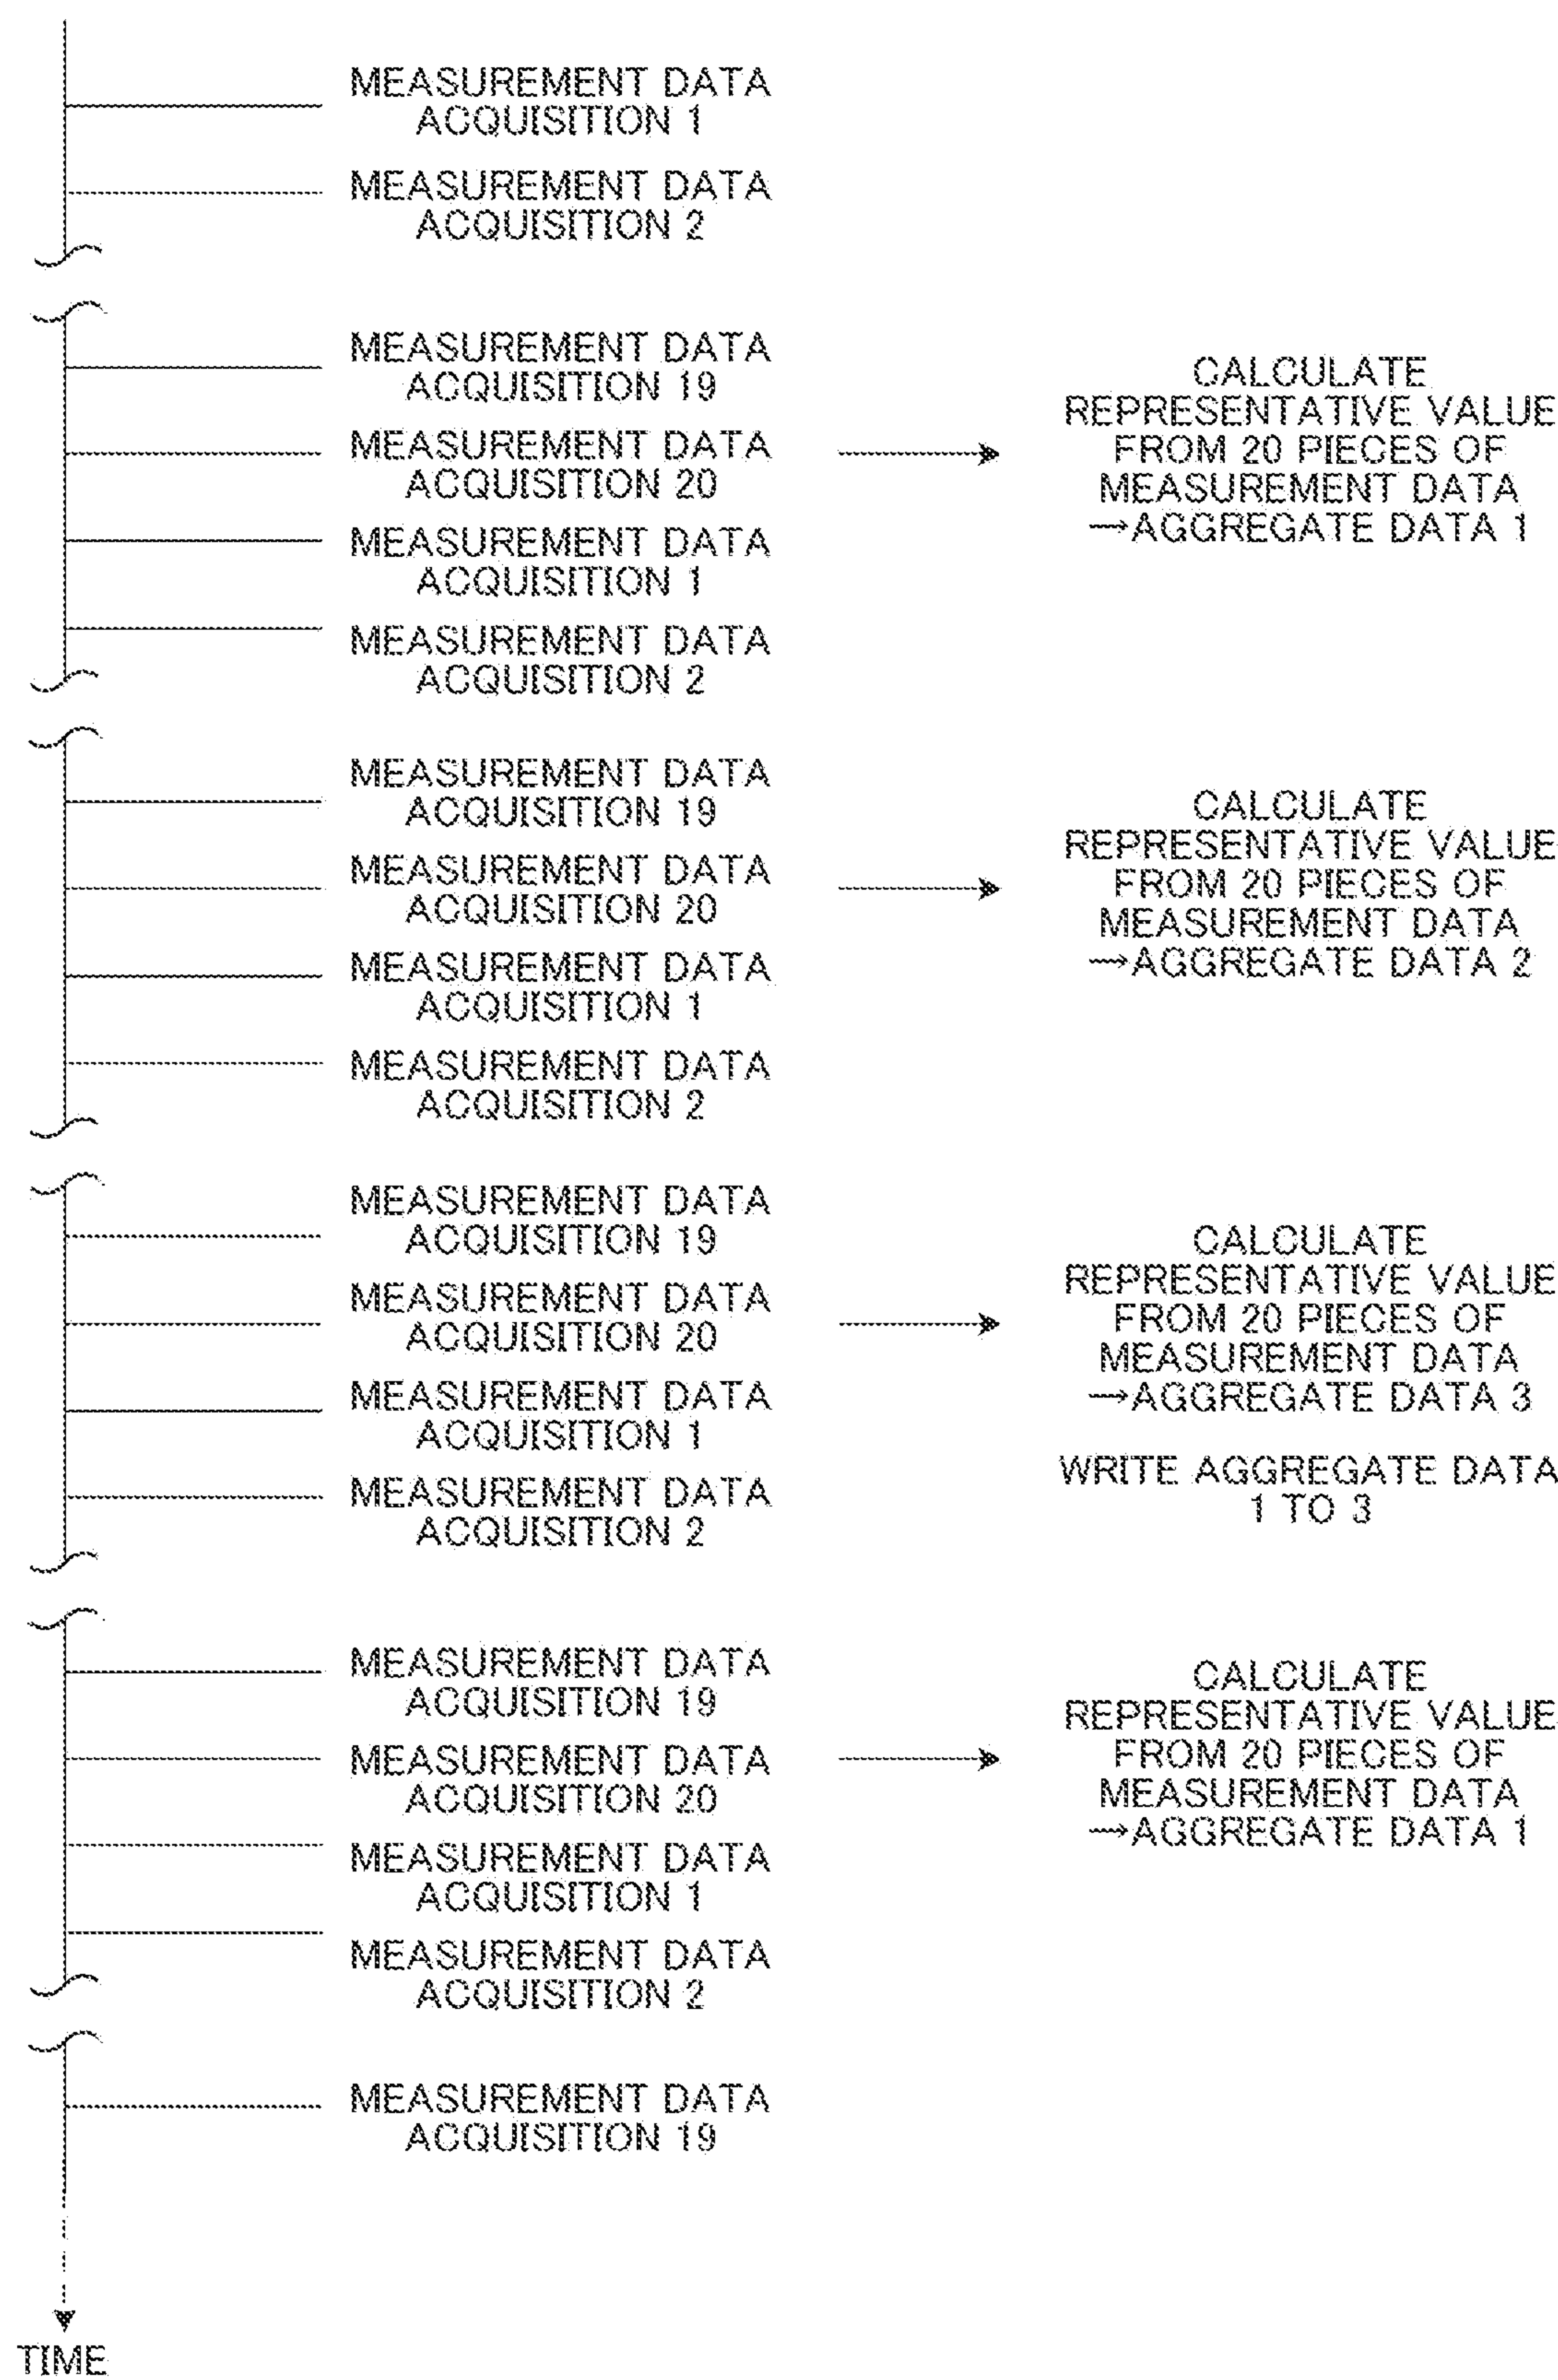 MEASUREMENT DATA
ACQUISITION 1
MEASUREMENT DATA
ACQUISITION 2
MEASUREMENT DATA
ACQUISITION 19
MEASUREMENT DATA
ACQUISITION 20
CALCULATE
REPRESENTATIVE VALUE
FROM 20 PIECES OF
MEASUREMENT DATA
→AGGREGATE DATA 1
MEASUREMENT DATA
ACQUISITION 1
MEASUREMENT DATA
ACQUISITION 2
MEASUREMENT DATA
ACQUISITION 19
MEASUREMENT DATA
ACQUISITION 20
CALCULATE
REPRESENTATIVE VALUE
FROM 20 PIECES OF
MEASUREMENT DATA
→AGGREGATE DATA 2
MEASUREMENT DATA
ACQUISITION 1
MEASUREMENT DATA
ACQUISITION 2
MEASUREMENT DATA
ACQUISITION 19
MEASUREMENT DATA
ACQUISITION 20
CALCULATE
REPRESENTATIVE VALUE
FROM 20 PIECES OF
MEASUREMENT DATA
→AGGREGATE DATA 3
MEASUREMENT DATA
ACQUISITION 1
MEASUREMENT DATA
ACQUISITION 2
WRITE AGGREGATE DATA
1 TO 3
MEASUREMENT DATA
ACQUISITION 19
MEASUREMENT DATA
ACQUISITION 20
CALCULATE
REPRESENTATIVE VALUE
FROM 20 PIECES OF
MEASUREMENT DATA
→AGGREGATE DATA 1
MEASUREMENT DATA
ACQUISITION 1
MEASUREMENT DATA
ACQUISITION 2
MEASUREMENT DATA
ACQUISITION 19
TIME